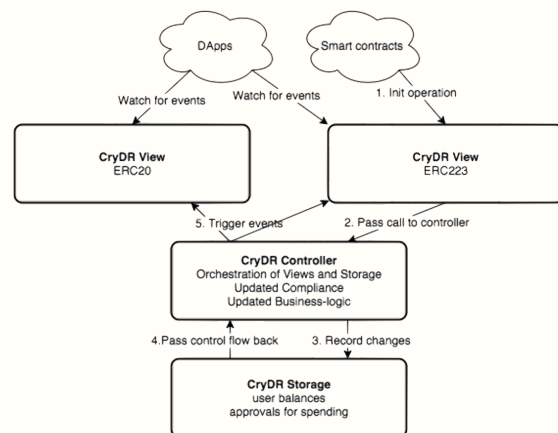 DApps
Smart contracts
Watch for events
Watch for events
1. Init operation
CryDR View
ERC20
CryDR View
ERC223
5. Trigger events
2. Pass call to controller
CryDR Controller
Orchestration of Views and Storage
Updated Compliance
Updated Business-logic
4.Pass control flow back
3. Record changes
CryDR Storage
user balances
approvals for spending